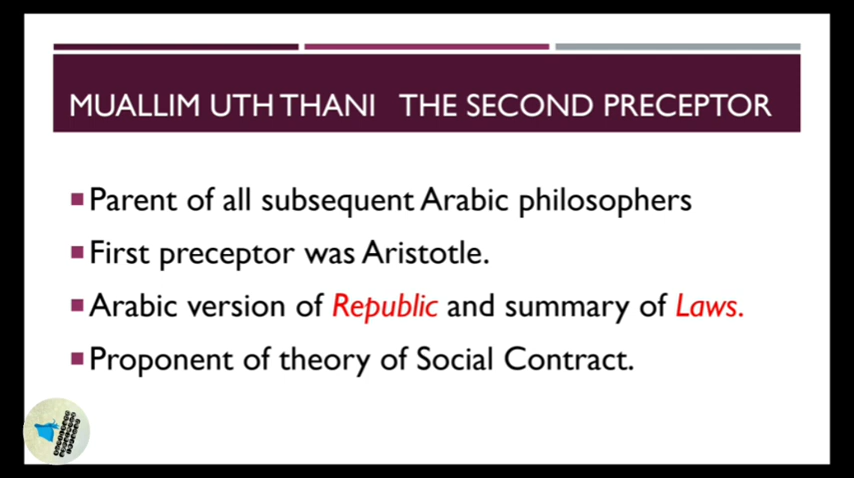 MUALLIM UTH THANI THE SECOND PRECEPTOR
Parent of all subsequent Arabic philosophers
First preceptor was Aristotle.
Arabic version of Republic and summary of Laws.
Proponent of theory of Social Contract.